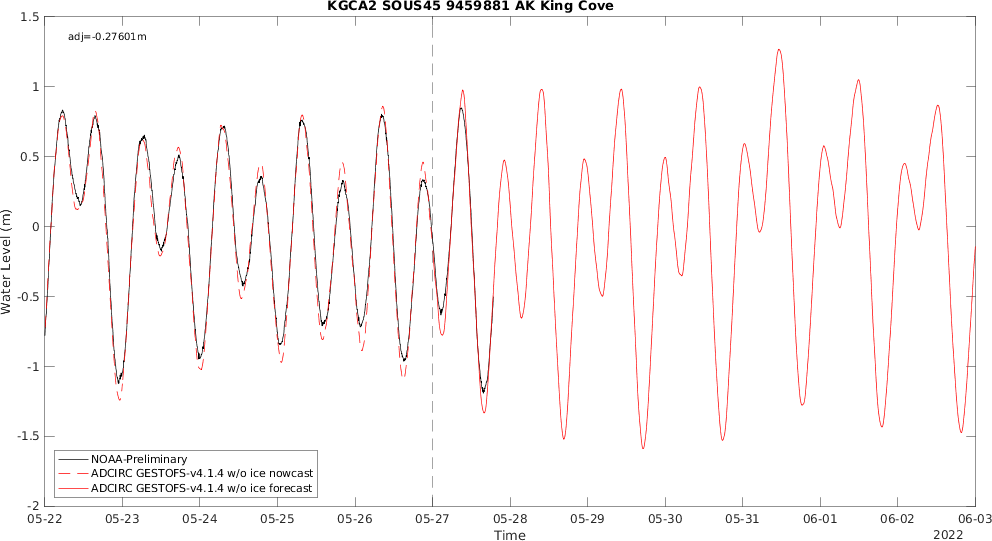 KGCA2 SOUS45 9459881 AK King Cove
adj=-0.27601m
1.5
1
0.5
0
-0.5
-1
-1.5
-2
Water Level (m)
NOAA-Preliminary
ADCIRC GESTOFS-v4.1.4 w/o ice nowcast
ADCIRC GESTOFS-v4.1.4 w/o ice forecast
05-22 05-23 05-24 05-25 05-26 05-27 05-28 05-29 05-30 05-31 06-01 06-02 06-03
Time
2022